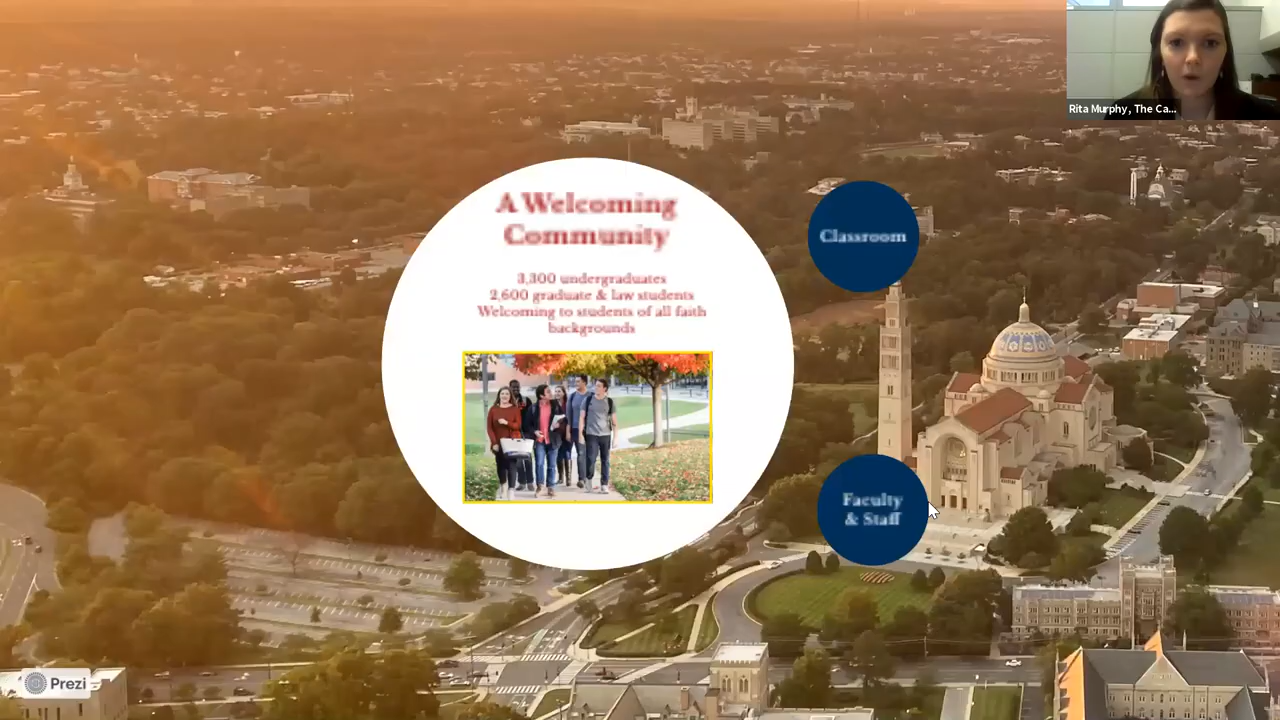 Rita Murphy, The Ca...
A Welcoming
Community
3,300 undergraduates
2,600 graduate & law students
Welcoming to students of all faith
backgrounds
Classroom
Faculty
& Staff
Prezi